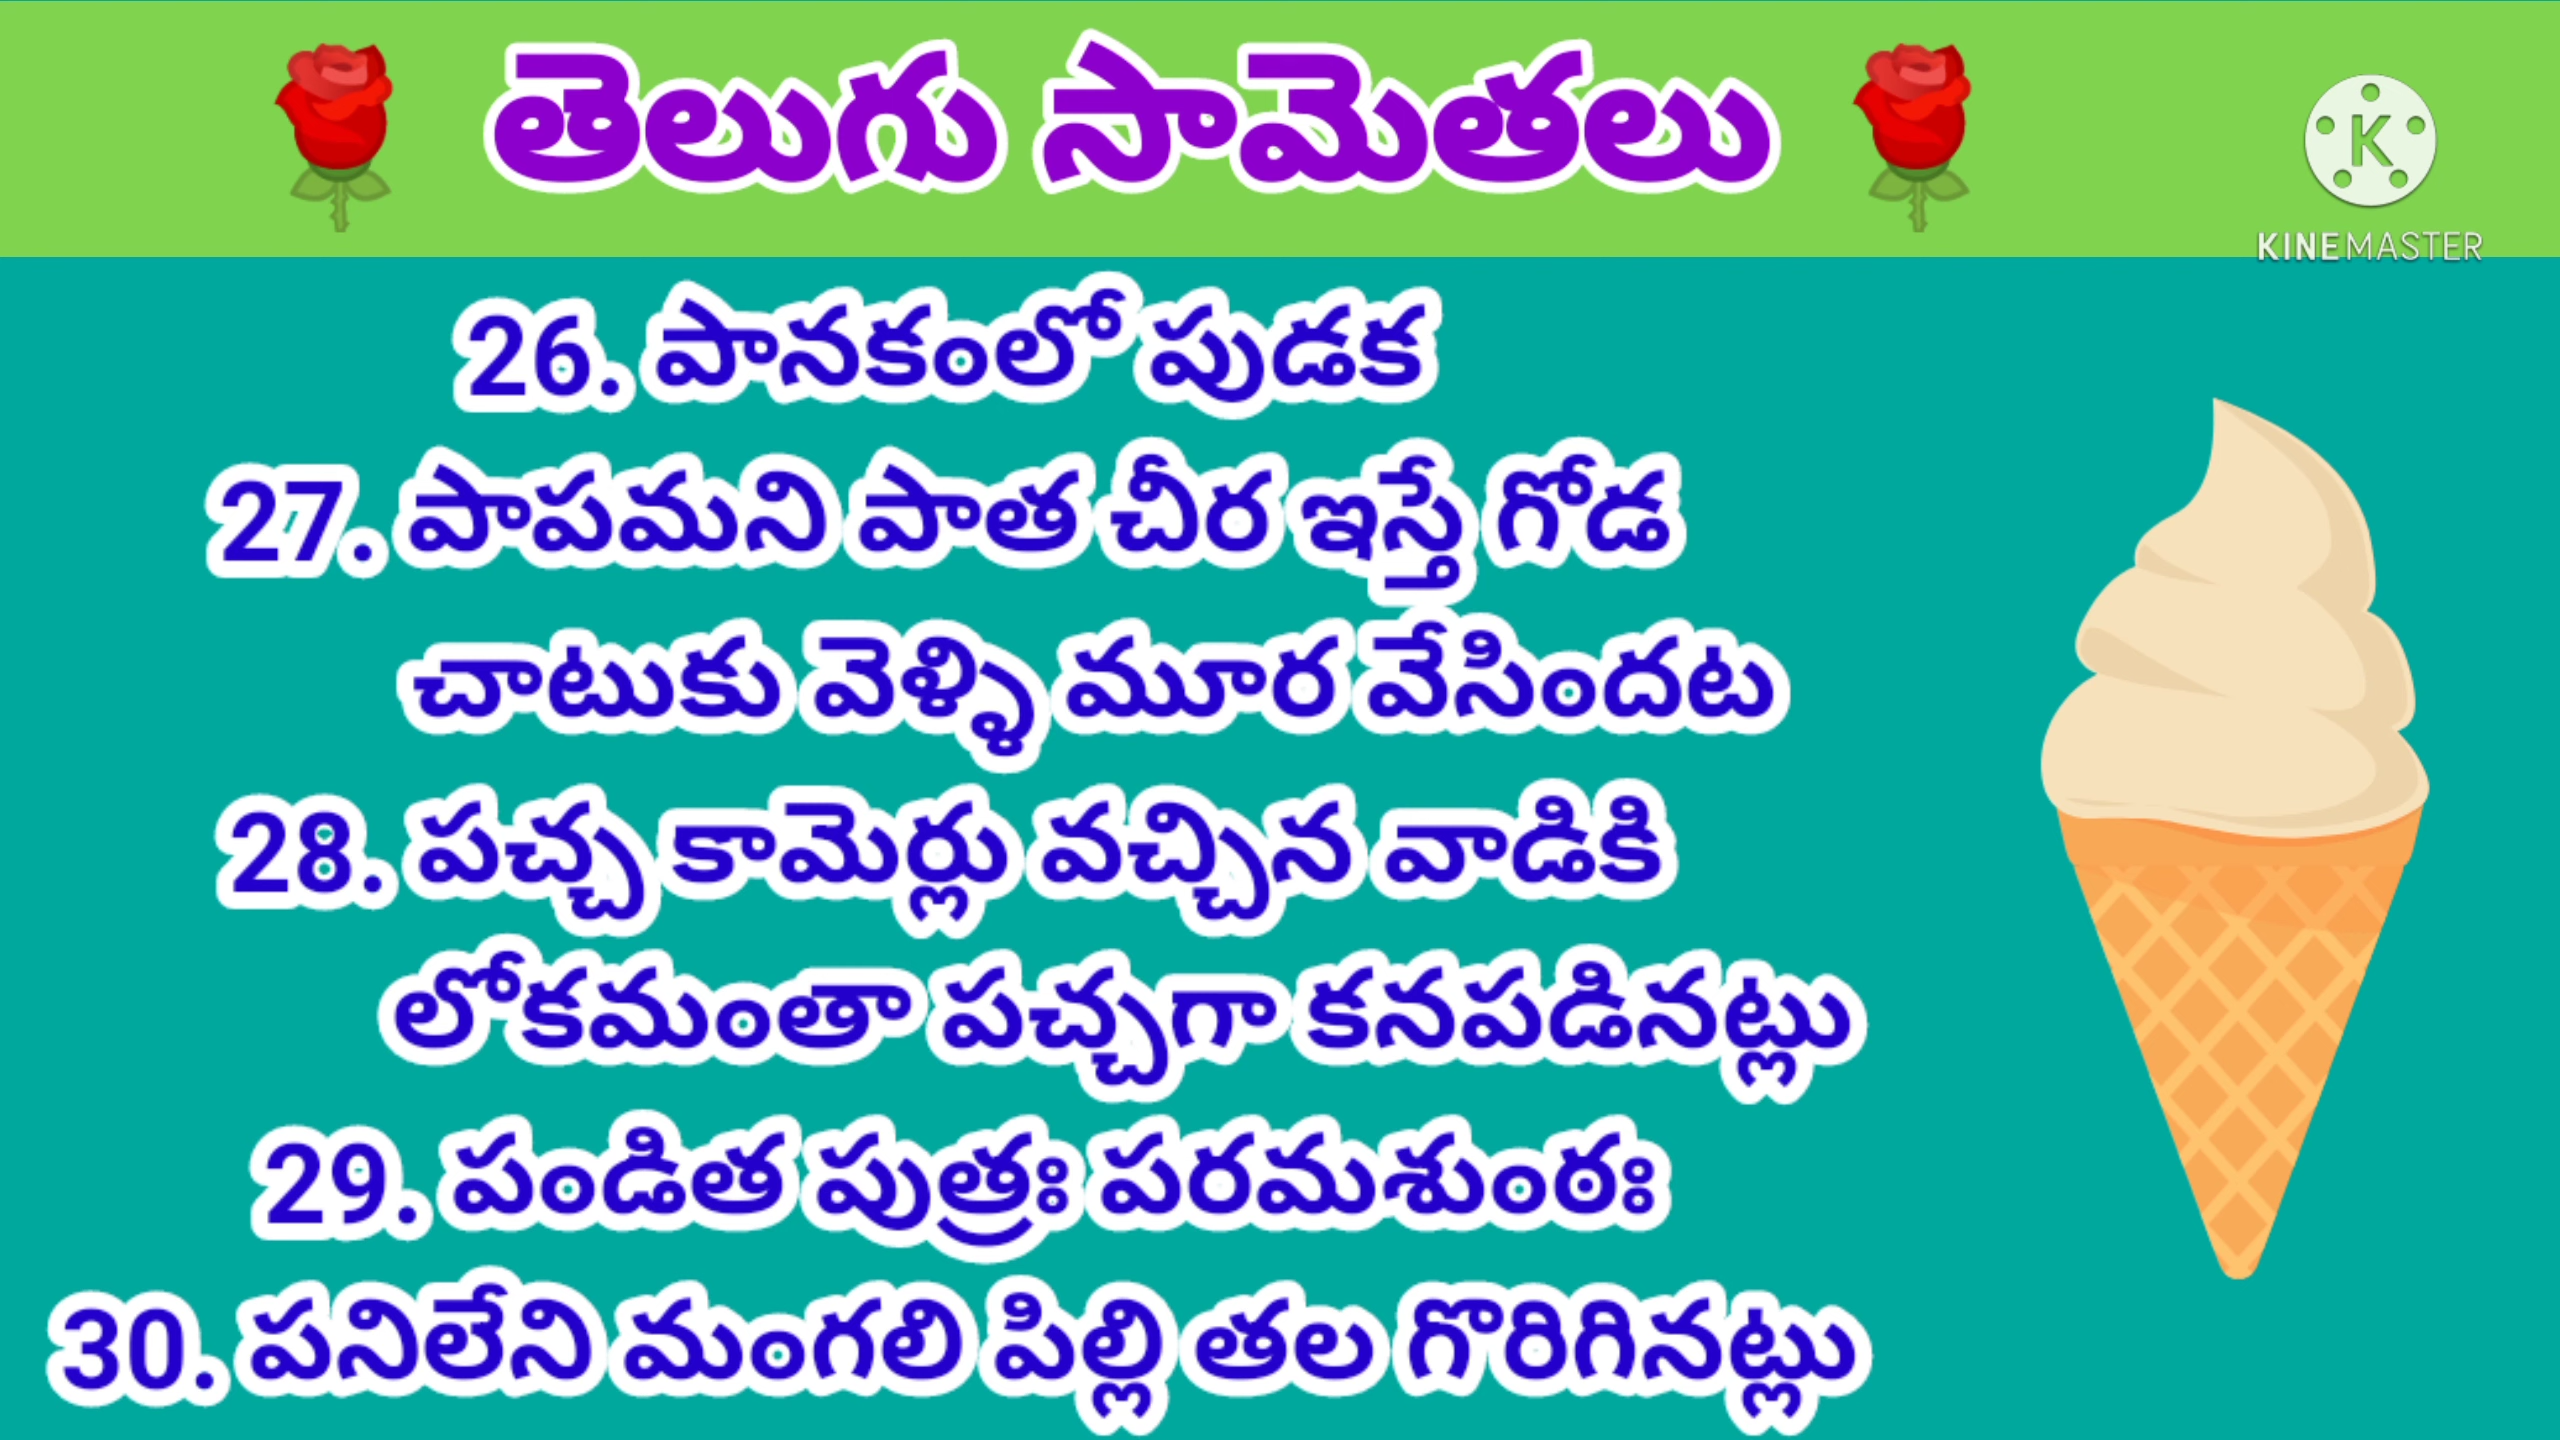 తెలుగు సామెతలు
KINEMASTER
26. పానకంలో పుడక
27. పాపమని పాత చీర ఇస్తే గోడ
చాటుకు వెళ్ళి మూర వేసిందట
28. పచ్చ కామెర్లు వచ్చిన వాడికి
లోకమంతా పచ్చగా కనపడినట్లు
29. పండిత పుత్రః పరమశుంఠః
30. పనిలేని మంగలి పిల్లి తల గొరిగినట్లు